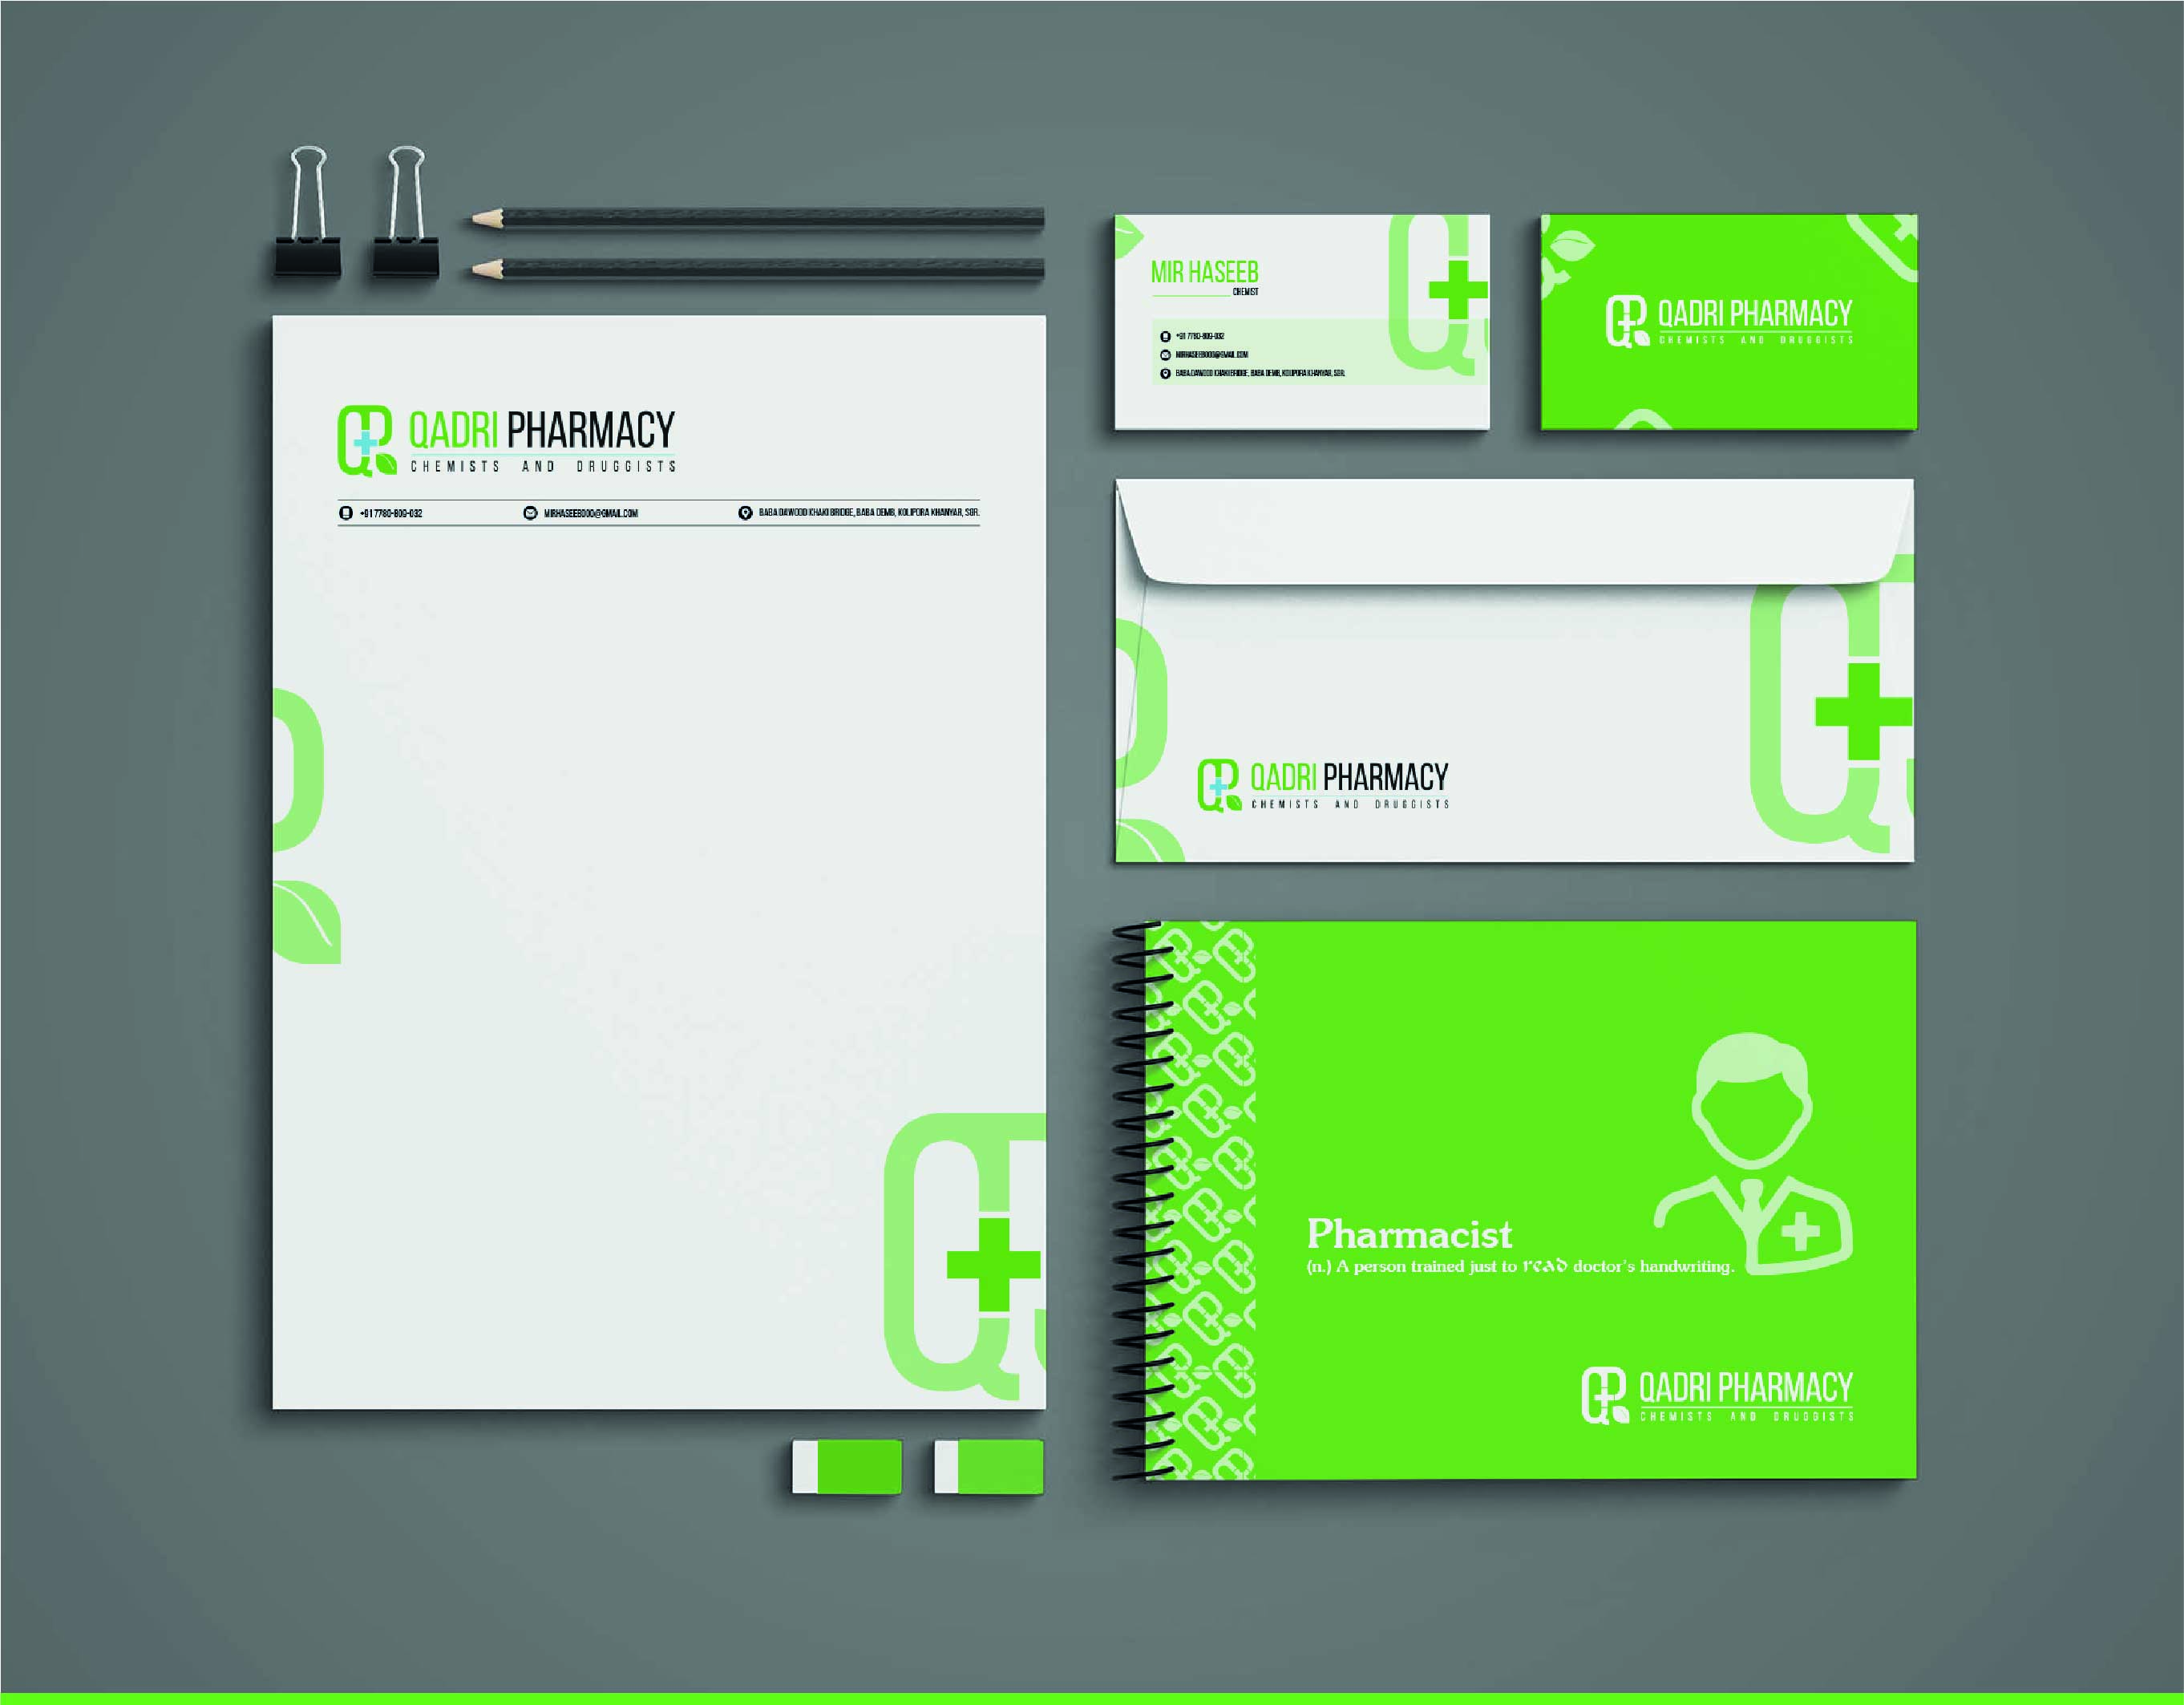 QADRI PHARMACY
CHEMISTS AND DRUGGISTS
+91 7780-809-032
MIRHASEEB000@GMAIL.COM
BABA DAWOOD KHAKI BRIDGE, BABA DEMB, KOLIPORA KHANYAR, SGR.
MIR HASEEB
CHEMIST
+91 7780-809-032
MIRHASEEB000@GMAIL.COM
BABA DAWOOD KHAKI BRIDGE, BABA DEMB, KOLIPORA KHANYAR, SGR.
QADRI PHARMACY
CHEMISTS AND DRUGGISTS
QADRI PHARMACY
CHEMISTS AND DRUGGISTS
Pharmacist
(n.) A person trained just to read doctor's handwriting.
QADRI PHARMACY
CHEMISTS AND DRUGGISTS